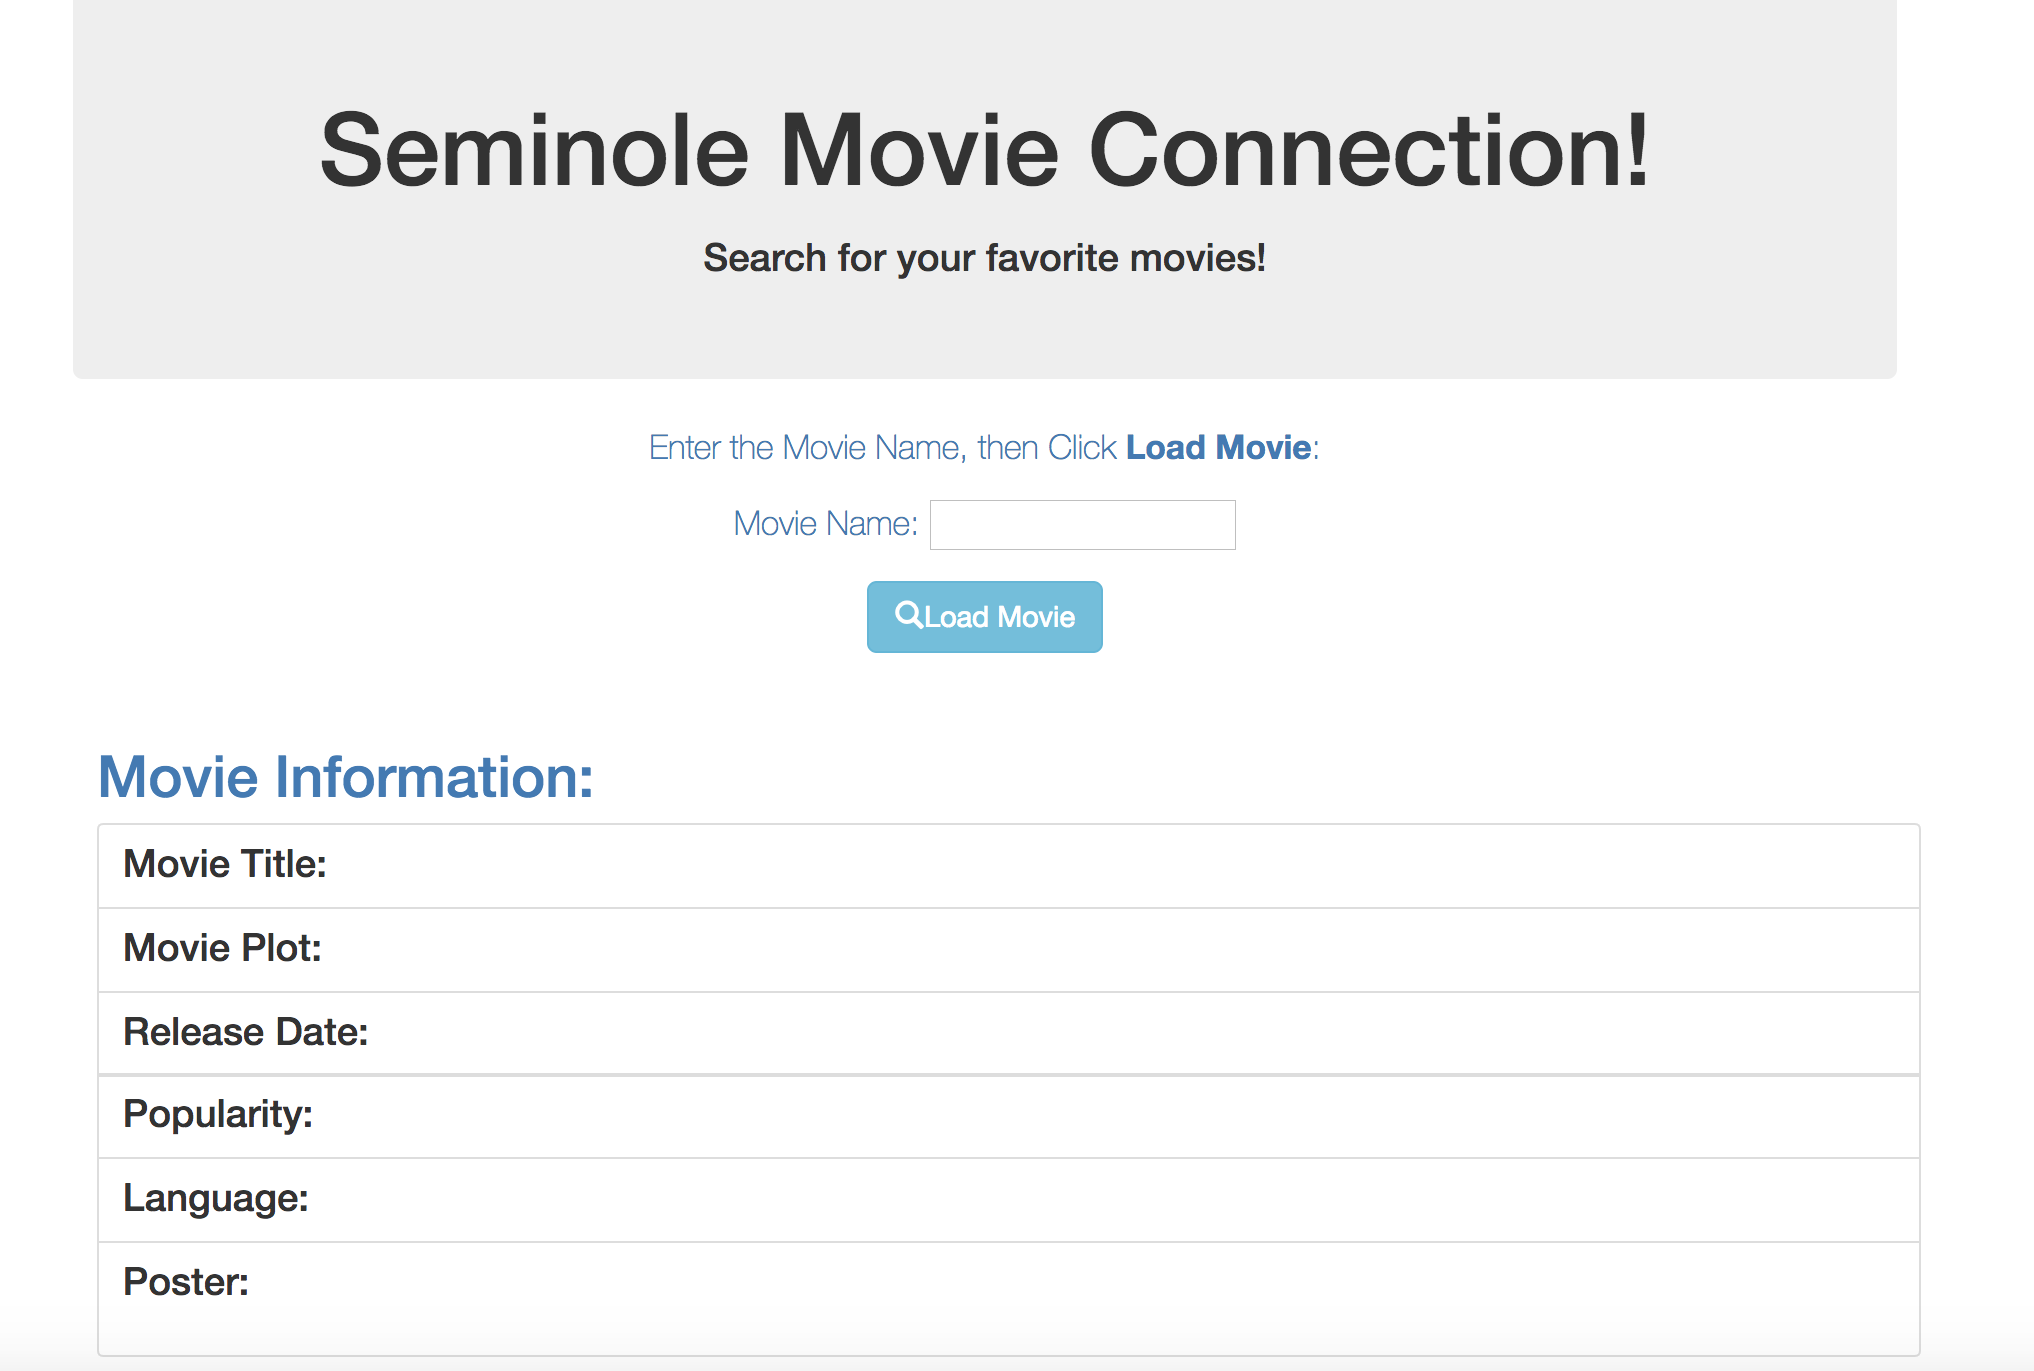 Seminole Movie Connection!
Search for your favorite movies!
Enter the Movie Name, then Click Load Movie:
Movie Name:
Load Movie
Movie Information:
Movie Title:
Movie Plot:
Release Date:
Popularity:
Language:
Poster: